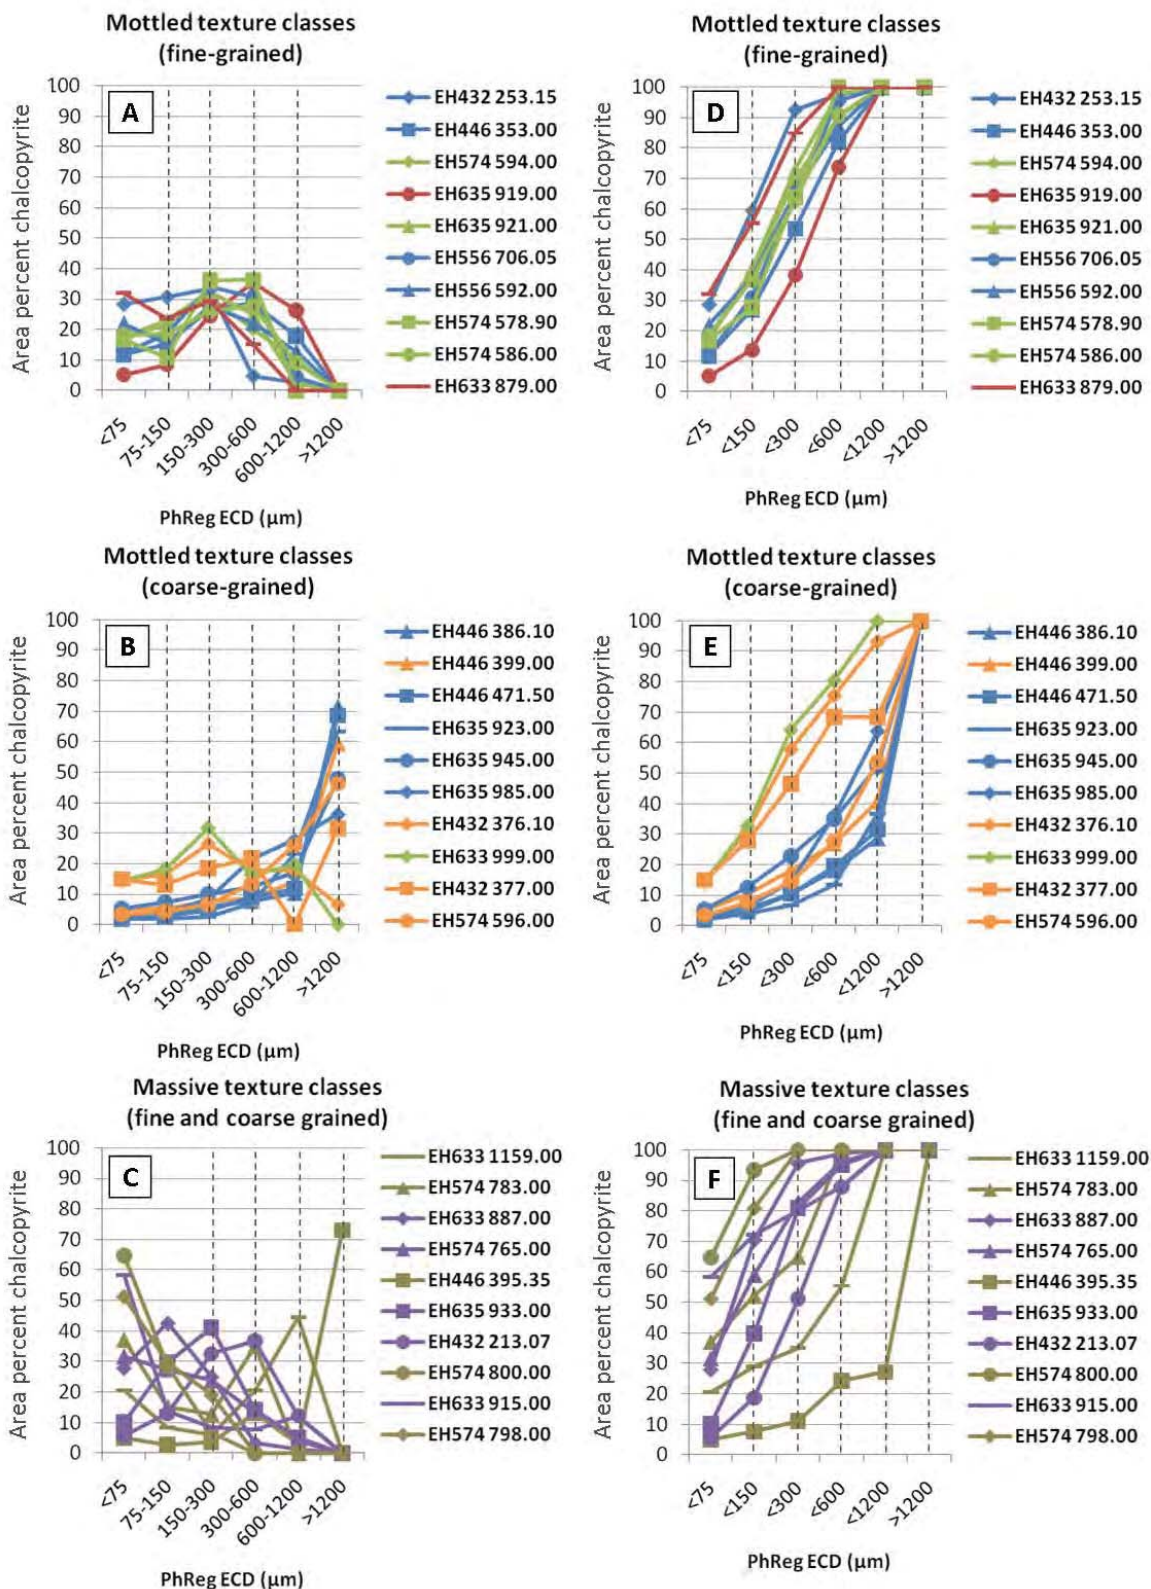 Mottled texture classes
(fine-grained)
A
Area percent chalcopyrite
100
90
80
70
60
50
40
30
20
10
0
<75
75-150
150-300
300-600
600-1200
>1200
PhReg ECD (µm)
EH432 253.15
EH446 353.00
EH574 594.00
EH635 919.00
EH635 921.00
EH556 706.05
EH556 592.00
EH574 578.90
EH574 586.00
EH633 879.00
Mottled texture classes
(fine-grained)
D
Area percent chalcopyrite
100
90
80
70
60
50
40
30
20
10
0
<75
<150
<300
<600
<1200
>1200
PhReg ECD (µm)
EH432 253.15
EH446 353.00
EH574 594.00
EH635 919.00
EH635 921.00
EH556 706.05
EH556 592.00
EH574 578.90
EH574 586.00
EH633 879.00
Mottled texture classes
(coarse-grained)
B
Area percent chalcopyrite
100
90
80
70
60
50
40
30
20
10
0
<75
75-150
150-300
300-600
600-1200
>1200
PhReg ECD (µm)
EH446 386.10
EH446 399.00
EH446 471.50
EH635 923.00
EH635 945.00
EH635 985.00
EH432 376.10
EH633 999.00
EH432 377.00
EH574 596.00
Mottled texture classes
(coarse-grained)
E
Area percent chalcopyrite
100
90
80
70
60
50
40
30
20
10
0
<75
<150
<300
<600
<1200
>1200
PhReg ECD (µm)
EH446 386.10
EH446 399.00
EH446 471.50
EH635 923.00
EH635 945.00
EH635 985.00
EH432 376.10
EH633 999.00
EH432 377.00
EH574 596.00
Massive texture classes
(fine and coarse grained)
C
Area percent chalcopyrite
100
90
80
70
60
50
40
30
20
10
0
<75
75-150
150-300
300-600
600-1200
>1200
PhReg ECD (µm)
EH633 1159.00
EH574 783.00
EH633 887.00
EH574 765.00
EH446 395.35
EH635 933.00
EH432 213.07
EH574 800.00
EH633 915.00
EH574 798.00
Massive texture classes
(fine and coarse grained)
F
Area percent chalcopyrite
100
90
80
70
60
50
40
30
20
10
0
<75
<150
<300
<600
<1200
>1200
PhReg ECD (µm)
EH633 1159.00
EH574 783.00
EH633 887.00
EH574 765.00
EH446 395.35
EH635 933.00
EH432 213.07
EH574 800.00
EH633 915.00
EH574 798.00